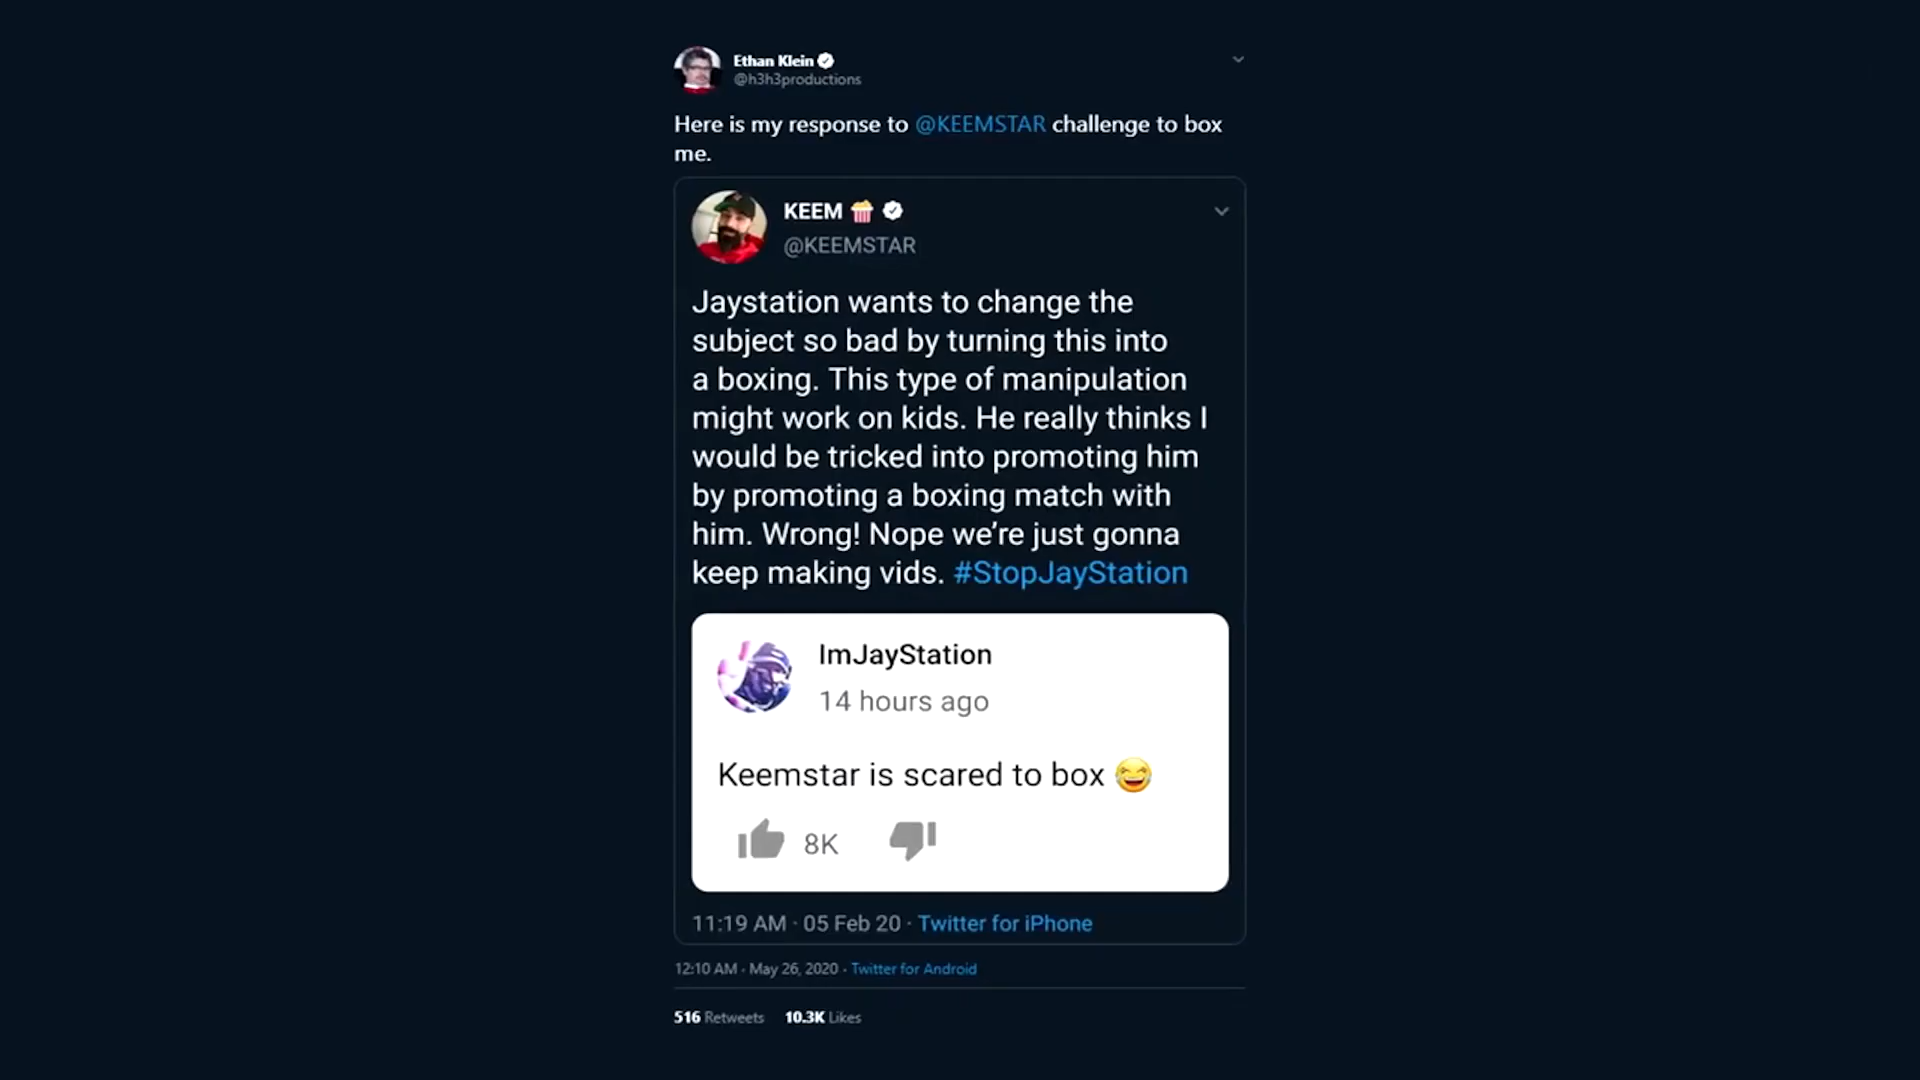 Ethan Klein
@h3h3productions
Here is my response to @KEEMSTAR challenge to box
me.
KEEM 🍿
@KEEMSTAR
Jaystation wants to change the
subject so bad by turning this into
a boxing. This type of manipulation
might work on kids. He really thinks I
would be tricked into promoting him
by promoting a boxing match with
him. Wrong! Nope we’re just gonna
keep making vids. #StopJayStation
ImJayStation
14 hours ago
Keemstar is scared to box 😂
8K
11:19 AM · 05 Feb 20 · Twitter for iPhone
12:10 AM · May 26, 2020 · Twitter for Android
516 Retweets 10.3K Likes